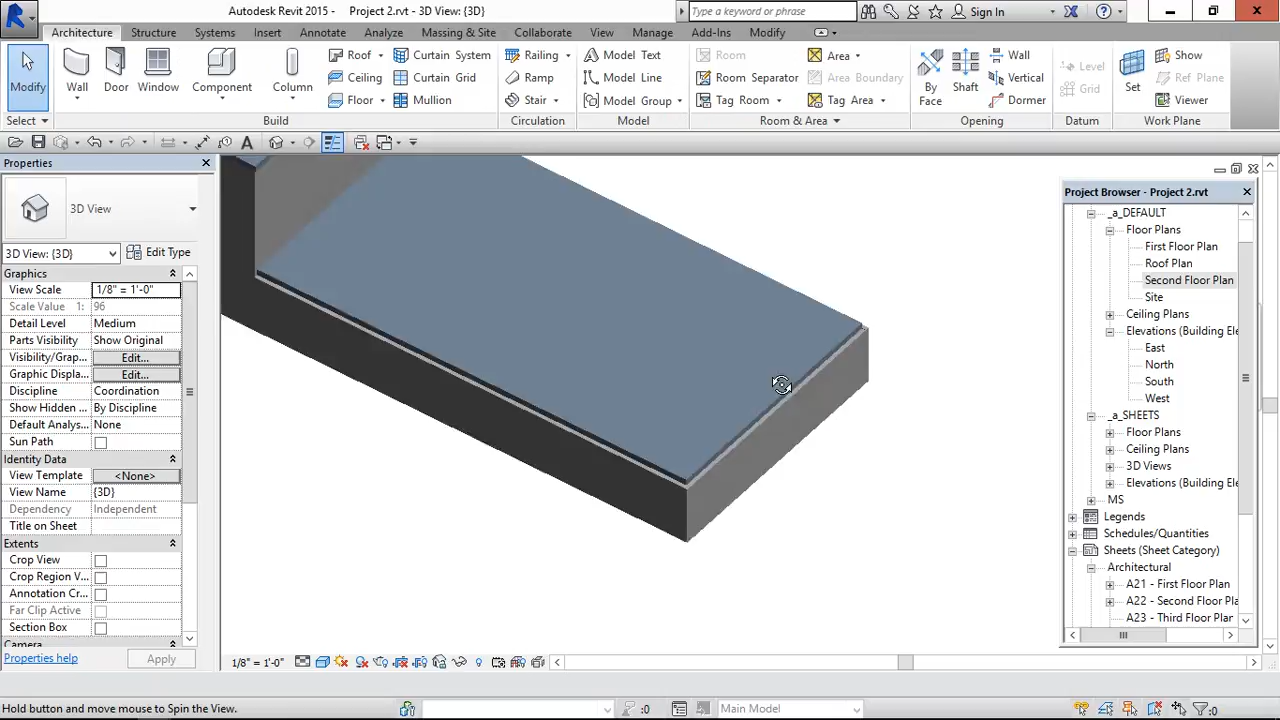 Autodesk Revit 2015 - Project 2.rvt - 3D View: {3D}
Type a keyword or phrase
Sign In
Architecture Structure Systems Insert Annotate Analyze Massing & Site Collaborate View Manage Add-Ins Modify
Modify
Wall
Door
Window
Component
Column
Roof
Ceiling
Floor
Curtain System
Curtain Grid
Mullion
Railing
Ramp
Stair
Model Text
Model Line
Model Group
Room
Room Separator
Tag Room
Area
Area Boundary
Tag Area
By
Face
Shaft
Wall
Vertical
Dormer
Level
Grid
Set
Show
Ref Plane
Viewer
Select Build Circulation Model Room & Area Opening Datum Work Plane
Properties
3D View
3D View: {3D} Edit Type
Graphics
View Scale 1/8" = 1'-0"
Scale Value 1: 96
Detail Level Medium
Parts Visibility Show Original
Visibility/Grap... Edit...
Graphic Displa... Edit...
Discipline Coordination
Show Hidden ... By Discipline
Default Analys... None
Sun Path
Identity Data
View Template <None>
View Name {3D}
Dependency Independent
Title on Sheet
Extents
Crop View
Crop Region V...
Annotation Cr...
Far Clip Active
Section Box
Camera
Properties help Apply
Project Browser - Project 2.rvt
_a_DEFAULT
Floor Plans
First Floor Plan
Roof Plan
Second Floor Plan
Site
Ceiling Plans
Elevations (Building Ele
East
North
South
West
_a_SHEETS
Floor Plans
Ceiling Plans
3D Views
Elevations (Building Ele
MS
Legends
Schedules/Quantities
Sheets (Sheet Category)
Architectural
A21 - First Floor Plan
A22 - Second Floor Pla
A23 - Third Floor Plan
1/8" = 1'-0"
Hold button and move mouse to Spin the View.
:0
Main Model
:0